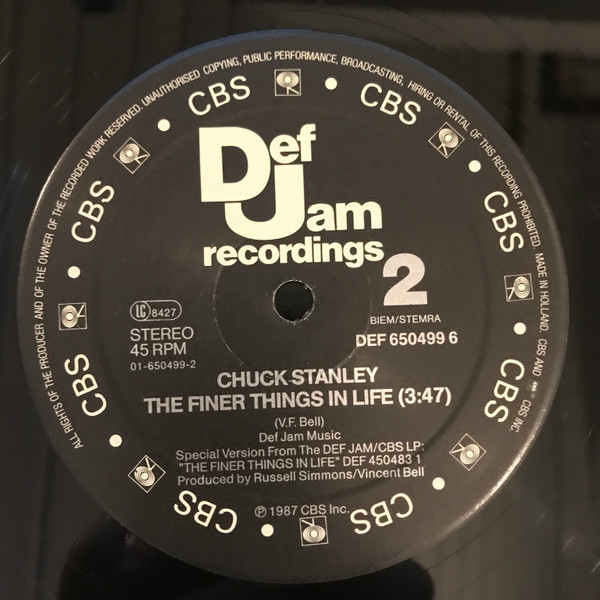 ALL RIGHTS OF THE PRODUCER AND OF THE OWNER OF THE RECORDED WORK RESERVED. UNAUTHORISED COPYING, PUBLIC PERFORMANCE, BROADCASTING, HIRING OR RENTAL OF THIS RECORDING PROHIBITED. MADE IN HOLLAND. CBS AND CBS INC.
CBS
CBS
CBS
CBS
CBS
CBS
CBS
CBS
Def
Jam
recordings
2
BIEM/STEMRA
LC 8427
STEREO
45 RPM
01-650499-2
DEF 650499 6
CHUCK STANLEY
THE FINER THINGS IN LIFE (3:47)
(V.F. Bell)
Def Jam Music
Special Version From The DEF JAM/CBS LP:
"THE FINER THINGS IN LIFE" DEF 450483 1
Produced by Russell Simmons/Vincent Bell
℗ 1987 CBS Inc.